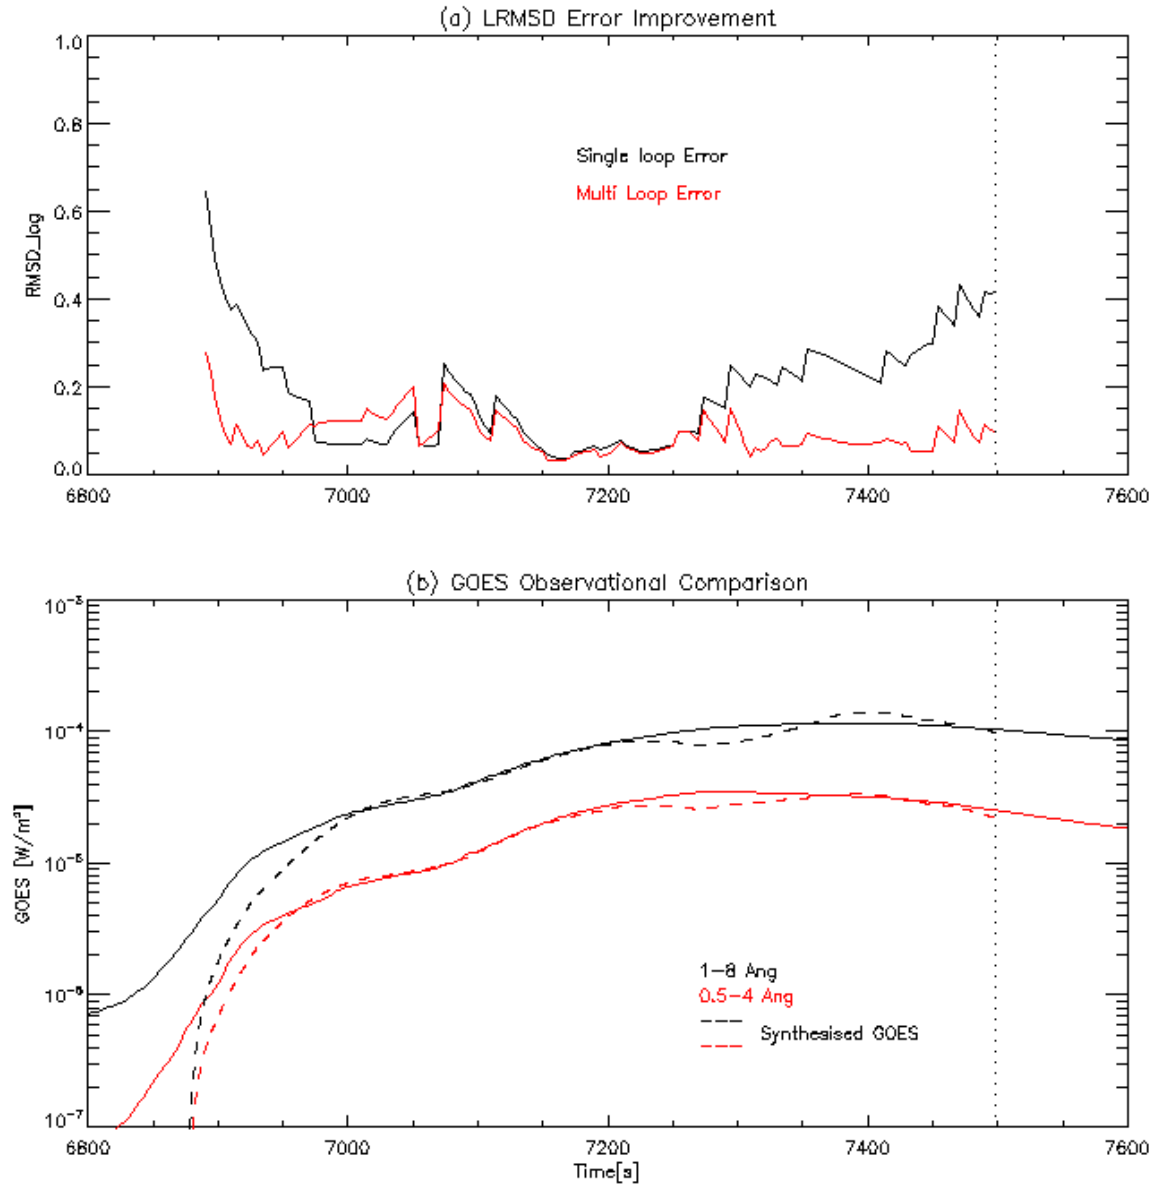 (a) LRMSD Error Improvement
1.0
0.8
0.6
0.4
0.2
0.0
RMSD_log
Single loop Error
Multi Loop Error
6800 7000 7200 7400 7600
(b) GOES Observational Comparison
10⁻³
10⁻⁴
10⁻⁵
10⁻⁶
10⁻⁷
GOES [W/m²]
1–8 Ang
0.5–4 Ang
Synthesised GOES
6800 7000 7200 7400 7600
Time[s]